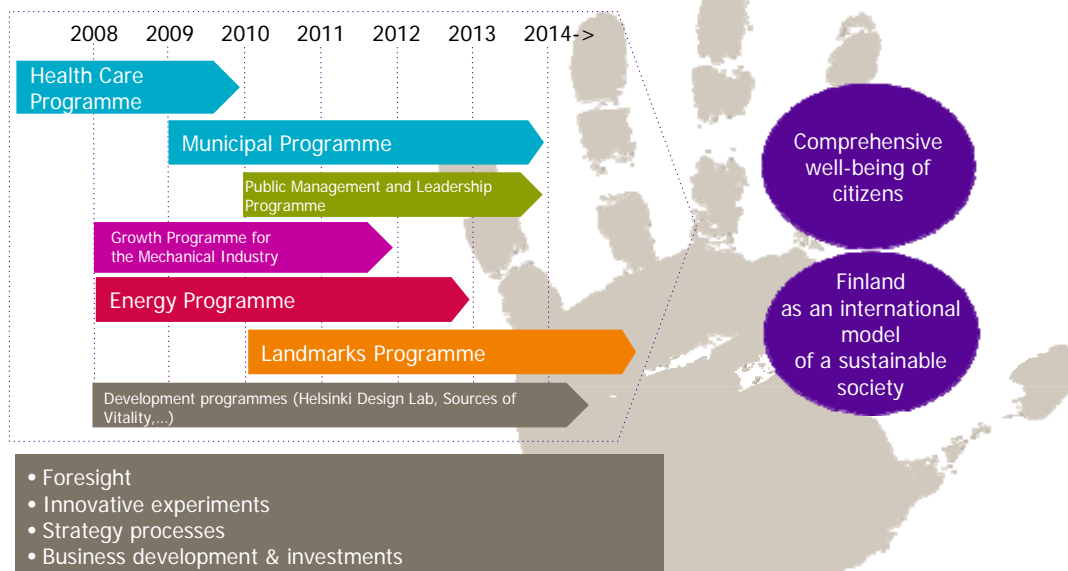 2008 2009 2010 2011 2012 2013 2014->
Health Care
Programme
Municipal Programme
Public Management and Leadership
Programme
Growth Programme for
the Mechanical Industry
Energy Programme
Landmarks Programme
Development programmes (Helsinki Design Lab, Sources of
Vitality,...)
Comprehensive
well-being of
citizens
Finland
as an international
model
of a sustainable
society
• Foresight
• Innovative experiments
• Strategy processes
• Business development & investments